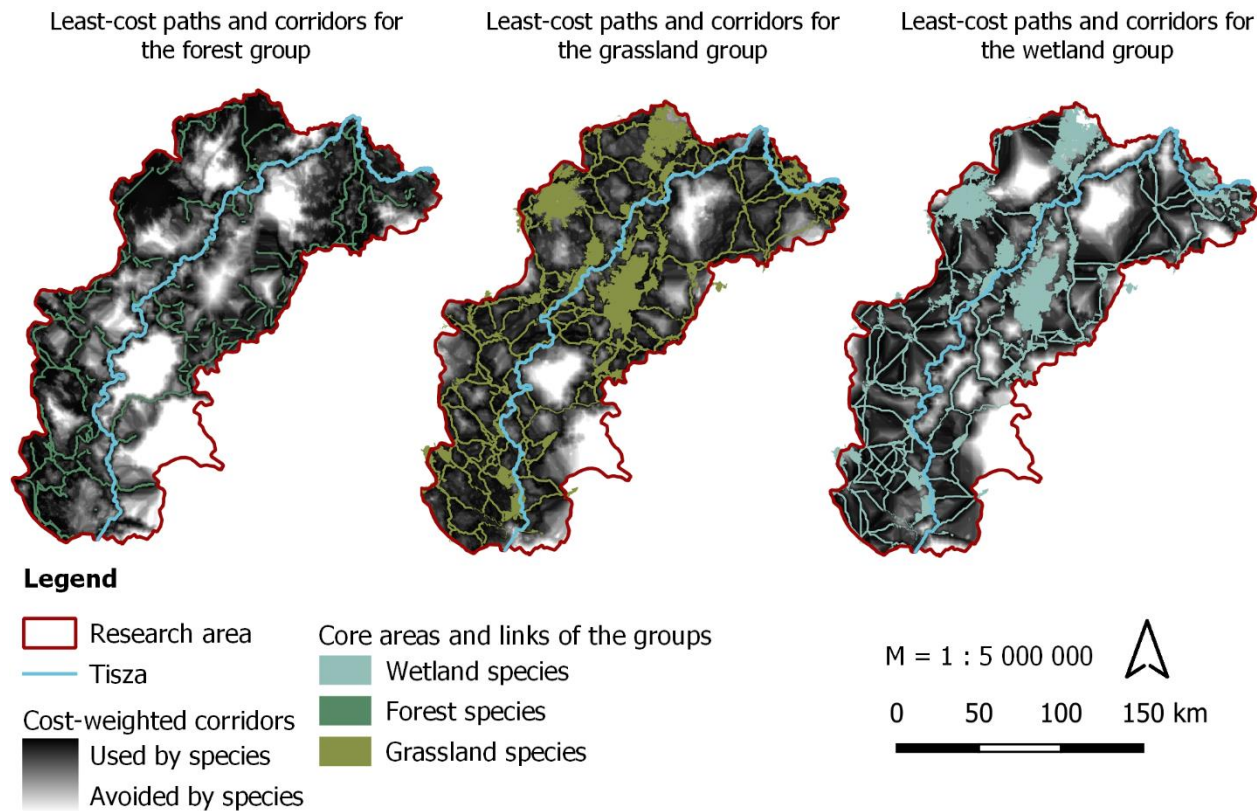 Least-cost paths and corridors for
the forest group
Least-cost paths and corridors for
the grassland group
Least-cost paths and corridors for
the wetland group
Legend
Research area
Tisza
Cost-weighted corridors
Used by species
Avoided by species
Core areas and links of the groups
Wetland species
Forest species
Grassland species
M = 1 : 5 000 000
0 50 100 150 km